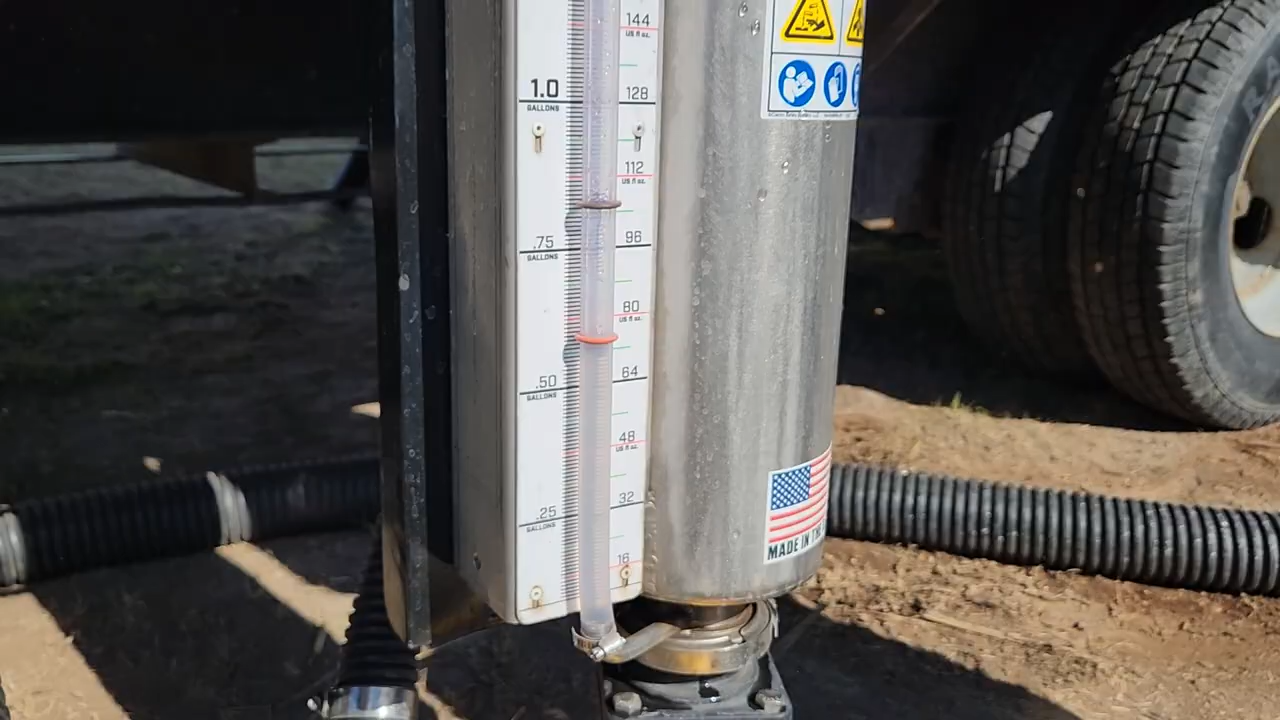 144
US fl oz.
1.0
GALLONS
128
112
US fl oz.
.75
GALLONS
96
80
US fl oz.
.50
GALLONS
64
48
US fl oz.
.25
GALLONS
32
16
MADE IN THE